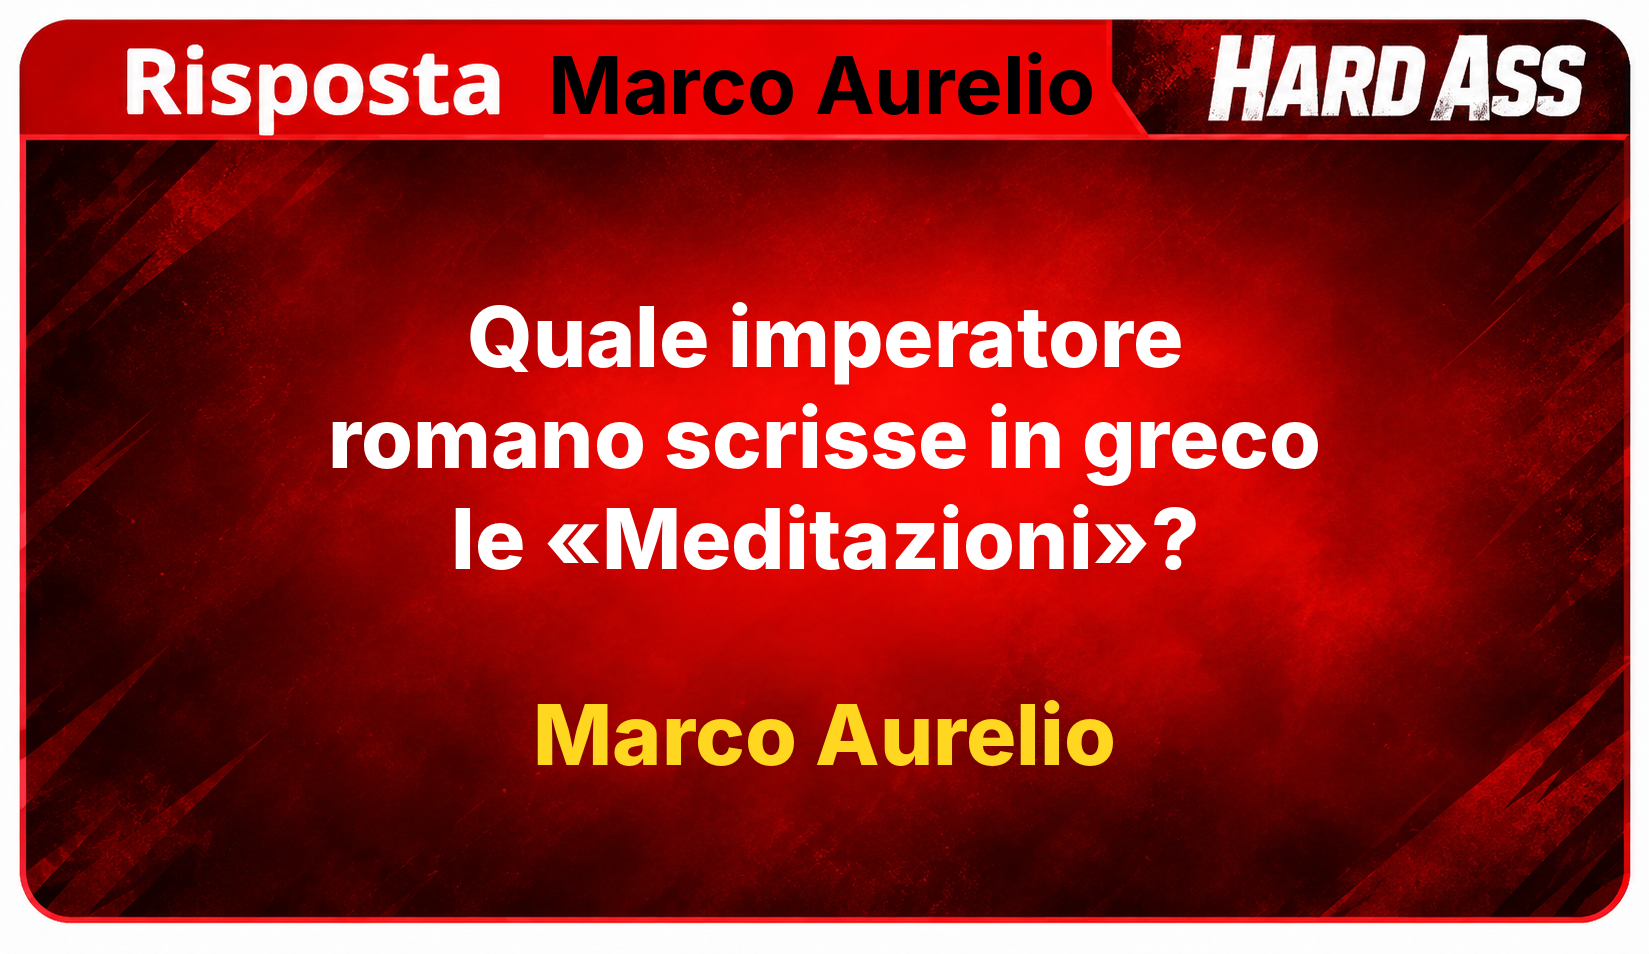 Risposta Marco Aurelio HARD ASS
Quale imperatore
romano scrisse in greco
le «Meditazioni»?
Marco Aurelio